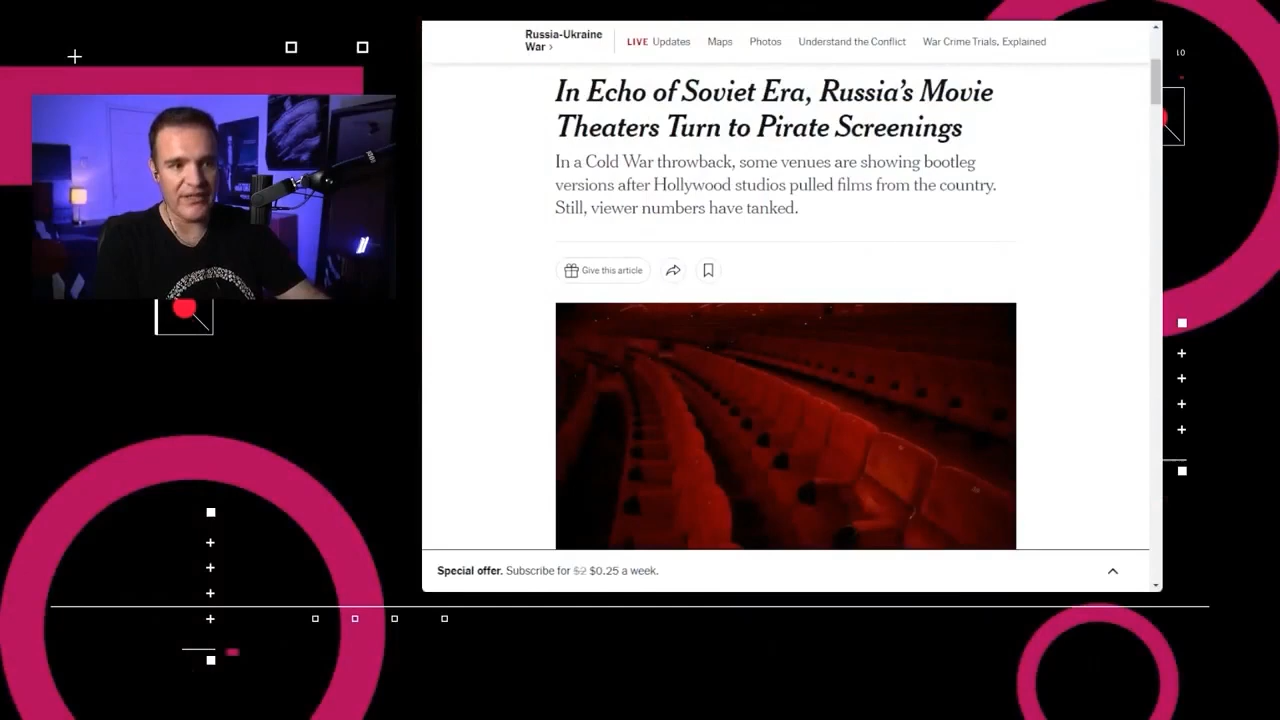 Russia-Ukraine
War ›
LIVE Updates
Maps
Photos
Understand the Conflict
War Crime Trials, Explained
In Echo of Soviet Era, Russia’s Movie
Theaters Turn to Pirate Screenings
In a Cold War throwback, some venues are showing bootleg
versions after Hollywood studios pulled films from the country.
Still, viewer numbers have tanked.
Give this article
Special offer. Subscribe for $2 $0.25 a week.